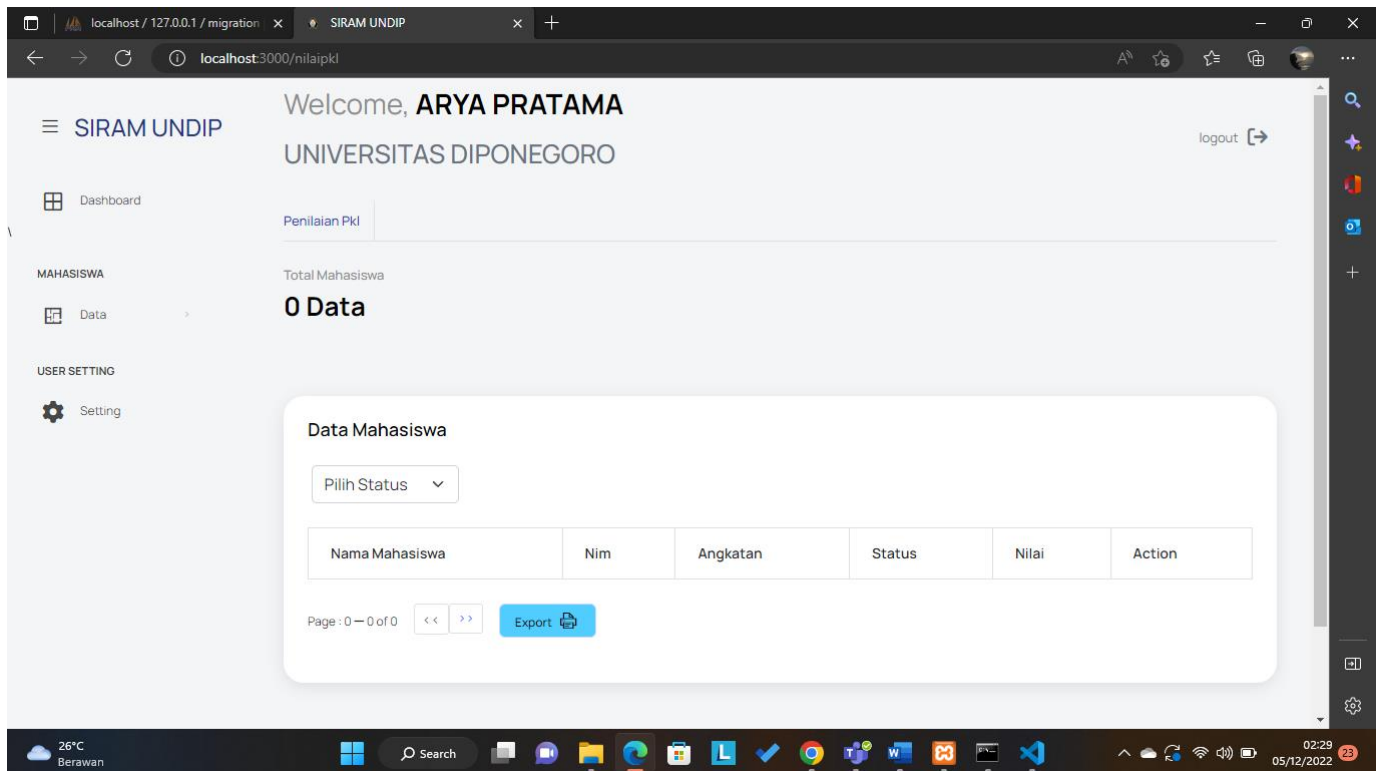 localhost / 127.0.0.1 / migration
SIRAM UNDIP
localhost:3000/nilaipkl
SIRAM UNDIP
Welcome, ARYA PRATAMA
UNIVERSITAS DIPONEGORO
logout
Dashboard
\
Penilaian Pkl
MAHASISWA
Total Mahasiswa
0 Data
Data
USER SETTING
Setting
Data Mahasiswa
Pilih Status
Nama Mahasiswa Nim Angkatan Status Nilai Action
Page : 0 — 0 of 0 << >> Export
26°C
Berawan
Search
02:29
05/12/2022
23